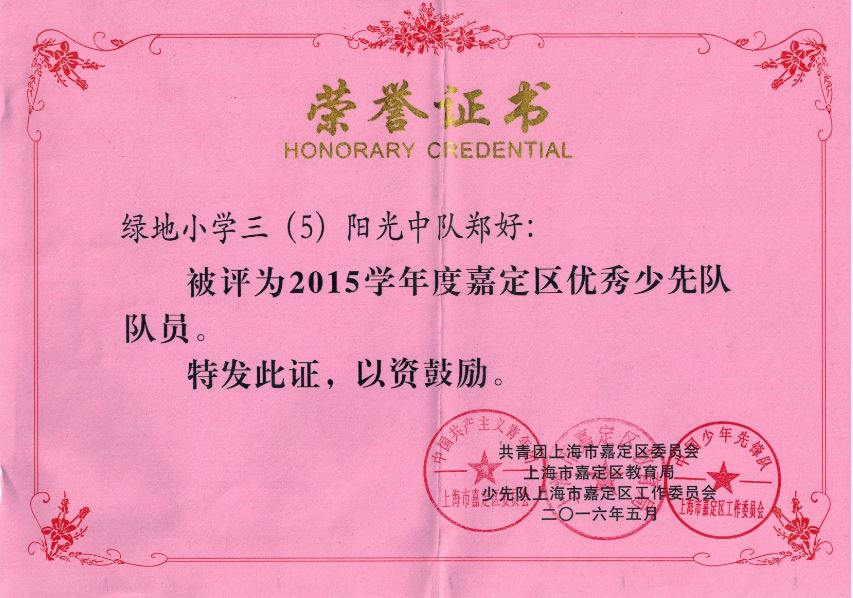 荣誉证书
HONORARY CREDENTIAL
绿地小学三（5）阳光中队郑好：
被评为2015学年度嘉定区优秀少先队
队员。
特发此证，以资鼓励。
共青团上海市嘉定区委员会
上海市嘉定区教育局
少先队上海市嘉定区工作委员会
二〇一六年五月
中国共产主义青年团
上海市嘉定区委员会
中国少年先锋队
上海市嘉定区工作委员会